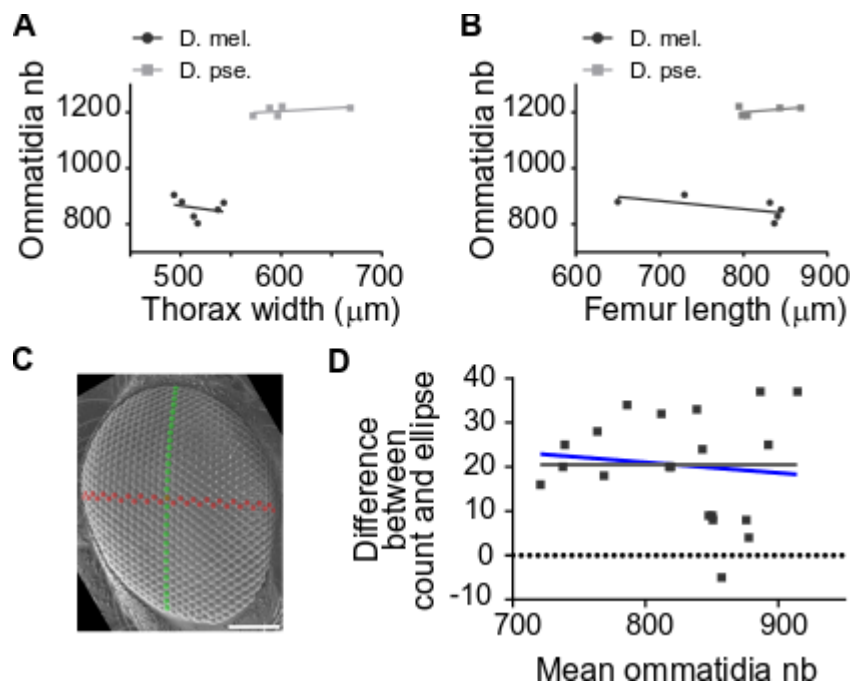 A
D. mel.
D. pse.
Ommatidia nb
1200
1000
800
500
600
700
Thorax width (μm)
B
D. mel.
D. pse.
Ommatidia nb
1200
1000
800
600
700
800
900
Femur length (μm)
C
D
Difference
between
count and ellipse
40
30
20
10
0
-10
700
800
900
Mean ommatidia nb